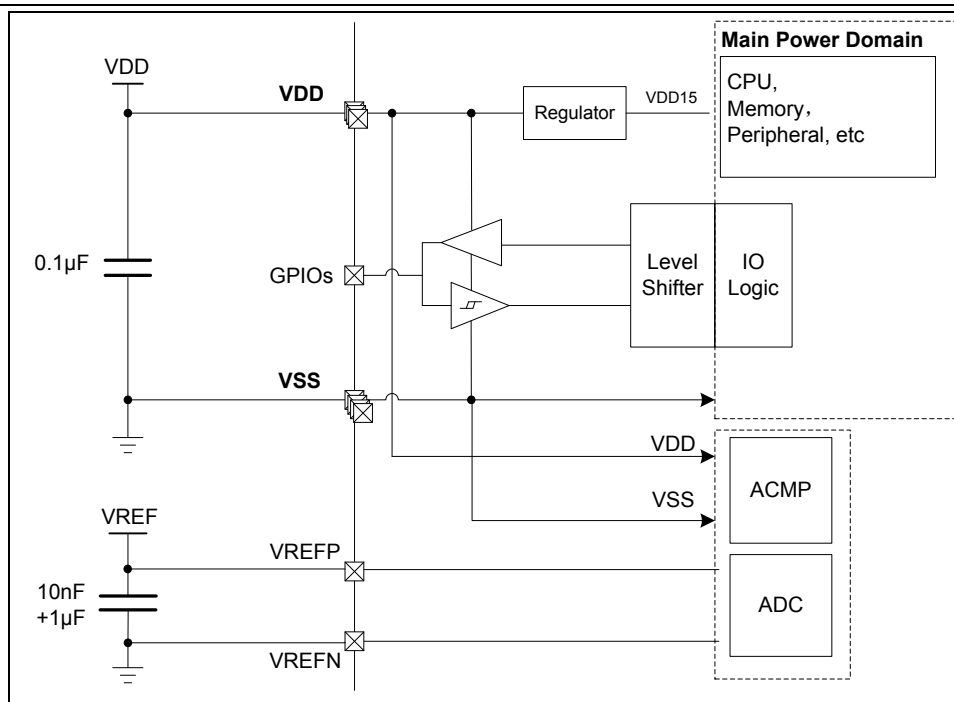 Main Power Domain
VDD
VDD
Regulator
VDD15
CPU,
Memory，
Peripheral, etc
0.1µF
GPIOs
Level
Shifter
IO
Logic
VSS
VDD
VSS
ACMP
VREF
VREFP
10nF
+1µF
ADC
VREFN